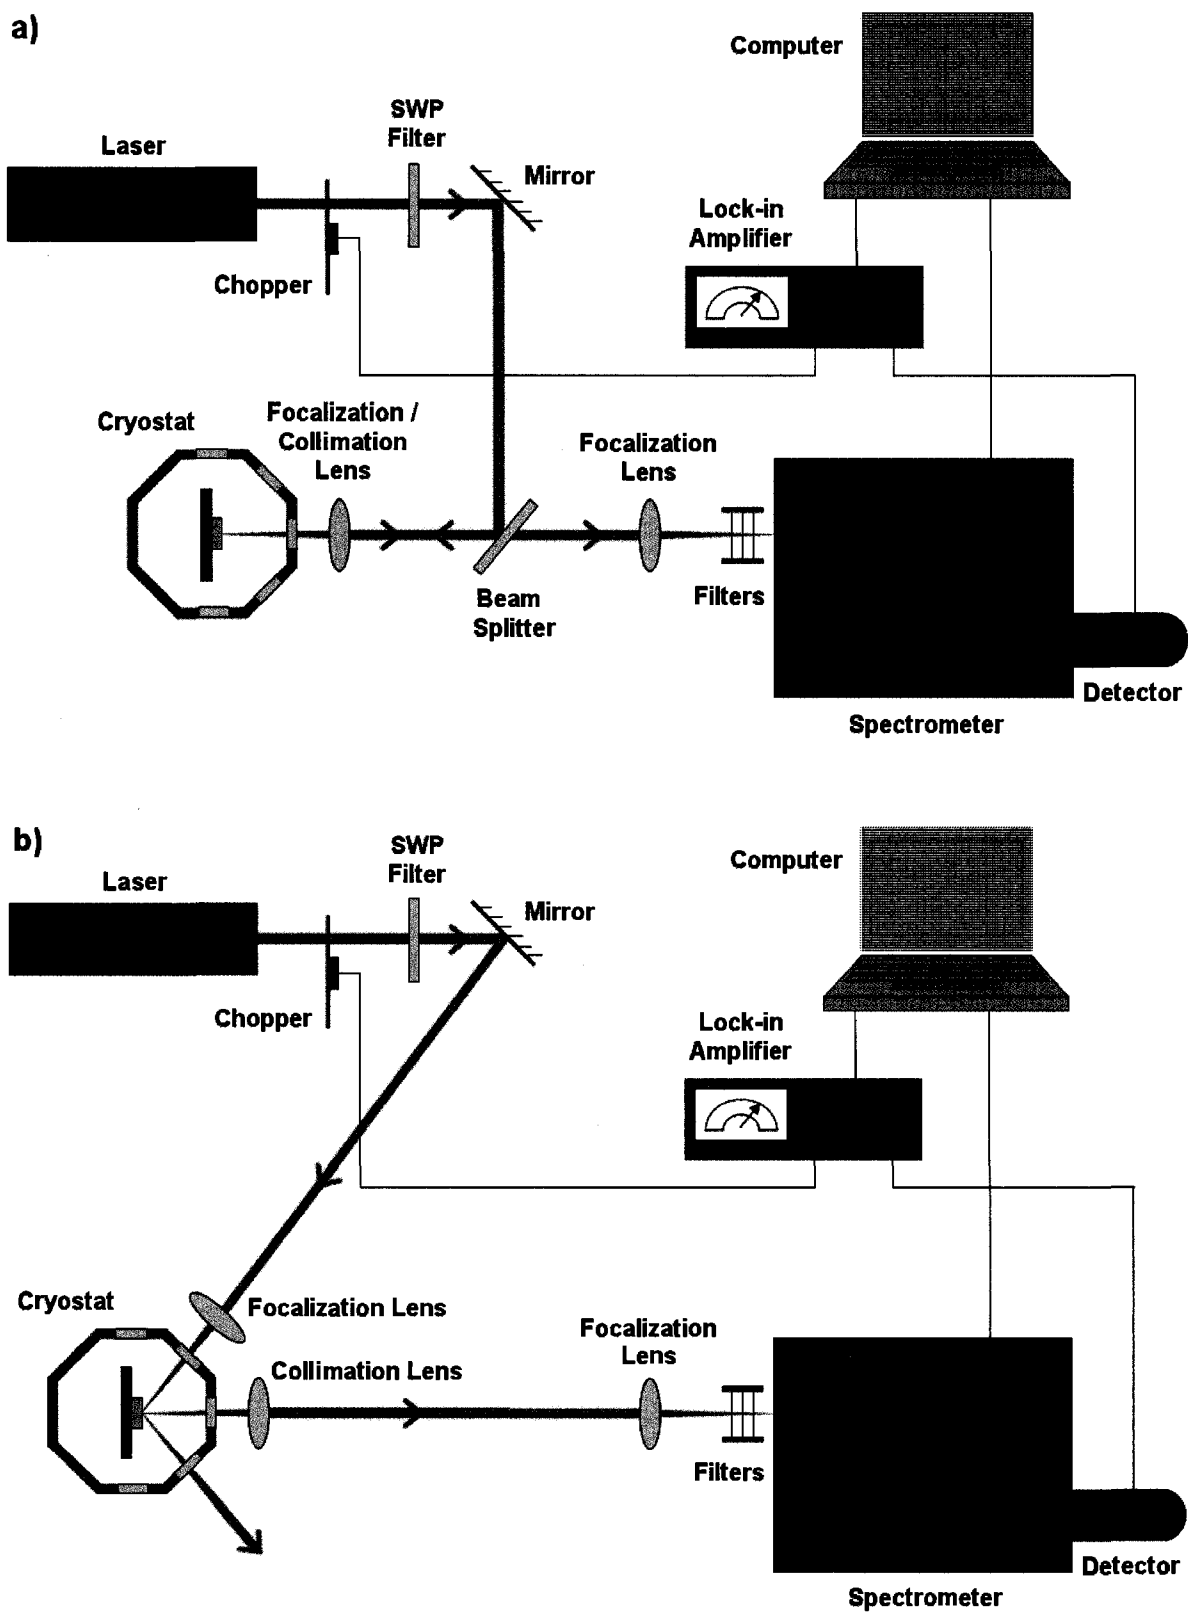 a)
Computer
SWP
Filter
Laser
Mirror
Lock-in
Amplifier
Chopper
Cryostat
Focalization /
Collimation
Lens
Focalization
Lens
Filters
Beam
Splitter
Detector
Spectrometer
b)
SWP
Filter
Computer
Laser
Mirror
Lock-in
Amplifier
Chopper
Cryostat
Focalization Lens
Focalization
Lens
Collimation Lens
Filters
Detector
Spectrometer